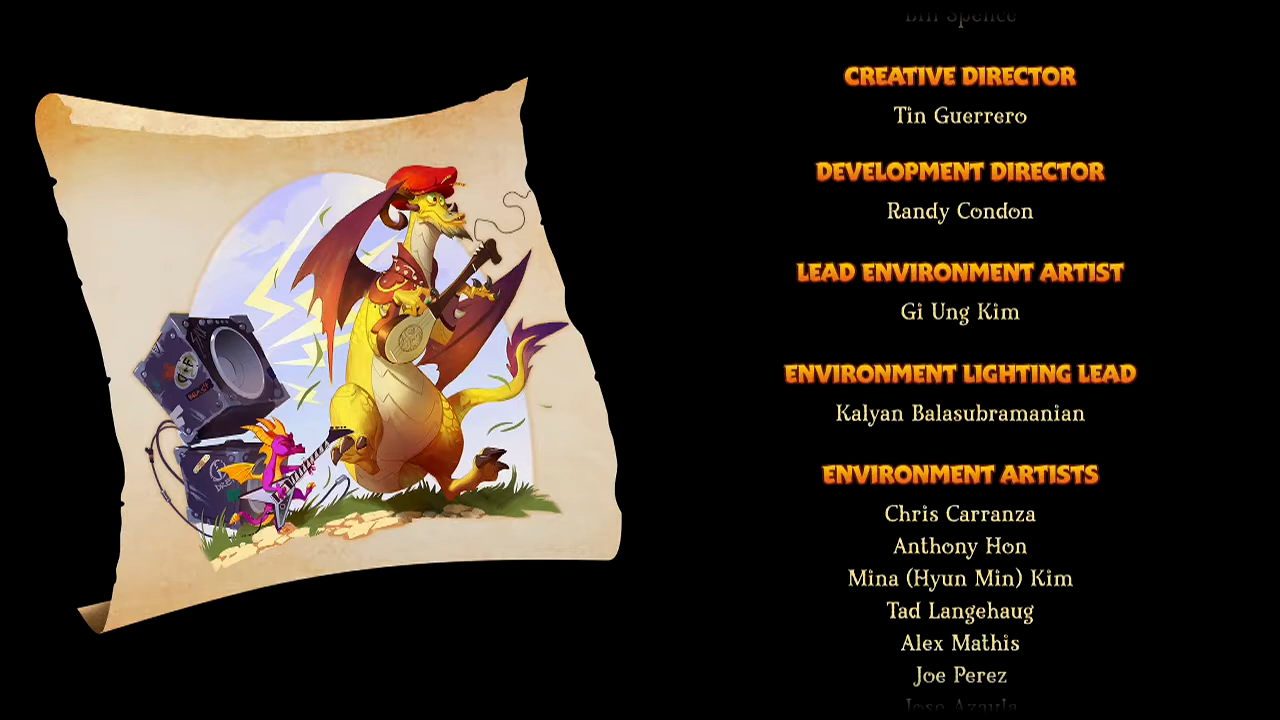 CREATIVE DIRECTOR
Tin Guerrero
DEVELOPMENT DIRECTOR
Randy Condon
LEAD ENVIRONMENT ARTIST
Gi Ung Kim
ENVIRONMENT LIGHTING LEAD
Kalyan Balasubramanian
ENVIRONMENT ARTISTS
Chris Carranza
Anthony Hon
Mina (Hyun Min) Kim
Tad Langehaug
Alex Mathis
Joe Perez